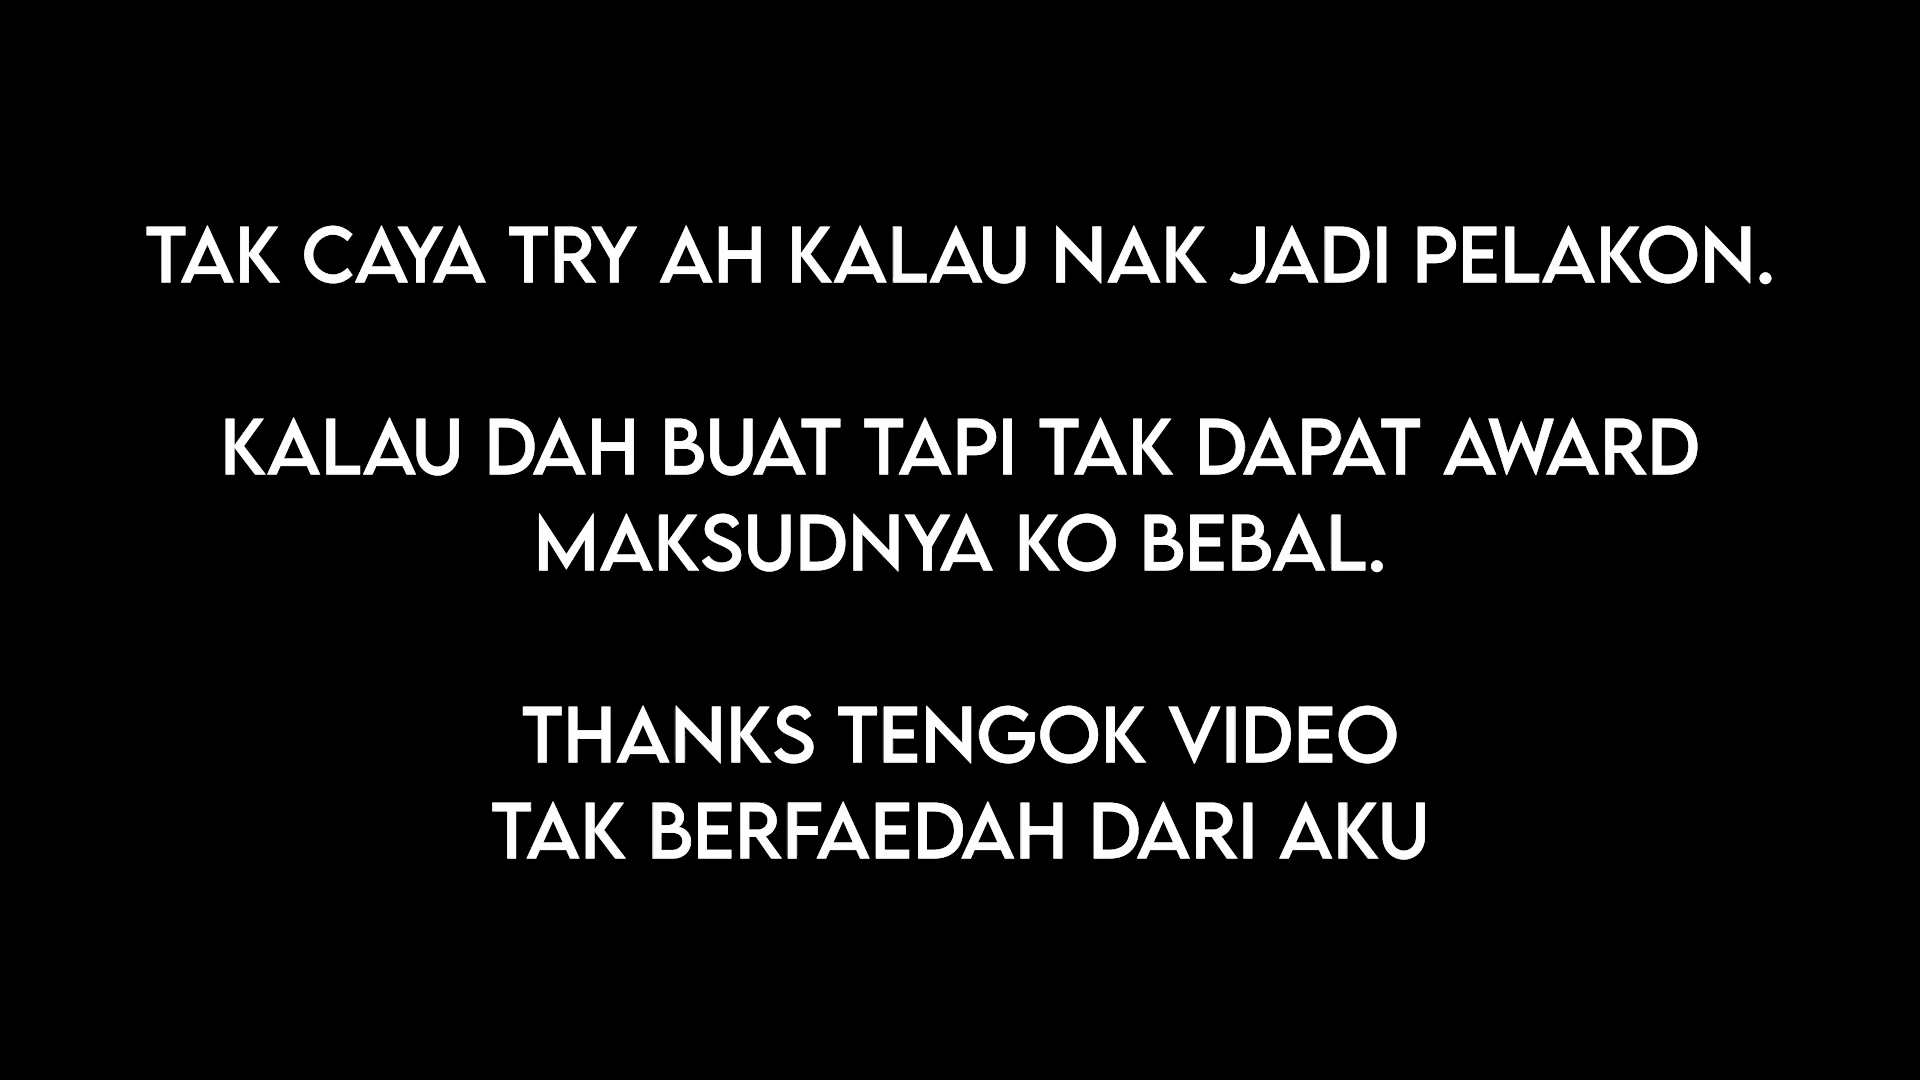 TAK CAYA TRY AH KALAU NAK JADI PELAKON.
KALAU DAH BUAT TAPI TAK DAPAT AWARD
MAKSUDNYA KO BEBAL.
THANKS TENGOK VIDEO
TAK BERFAEDAH DARI AKU